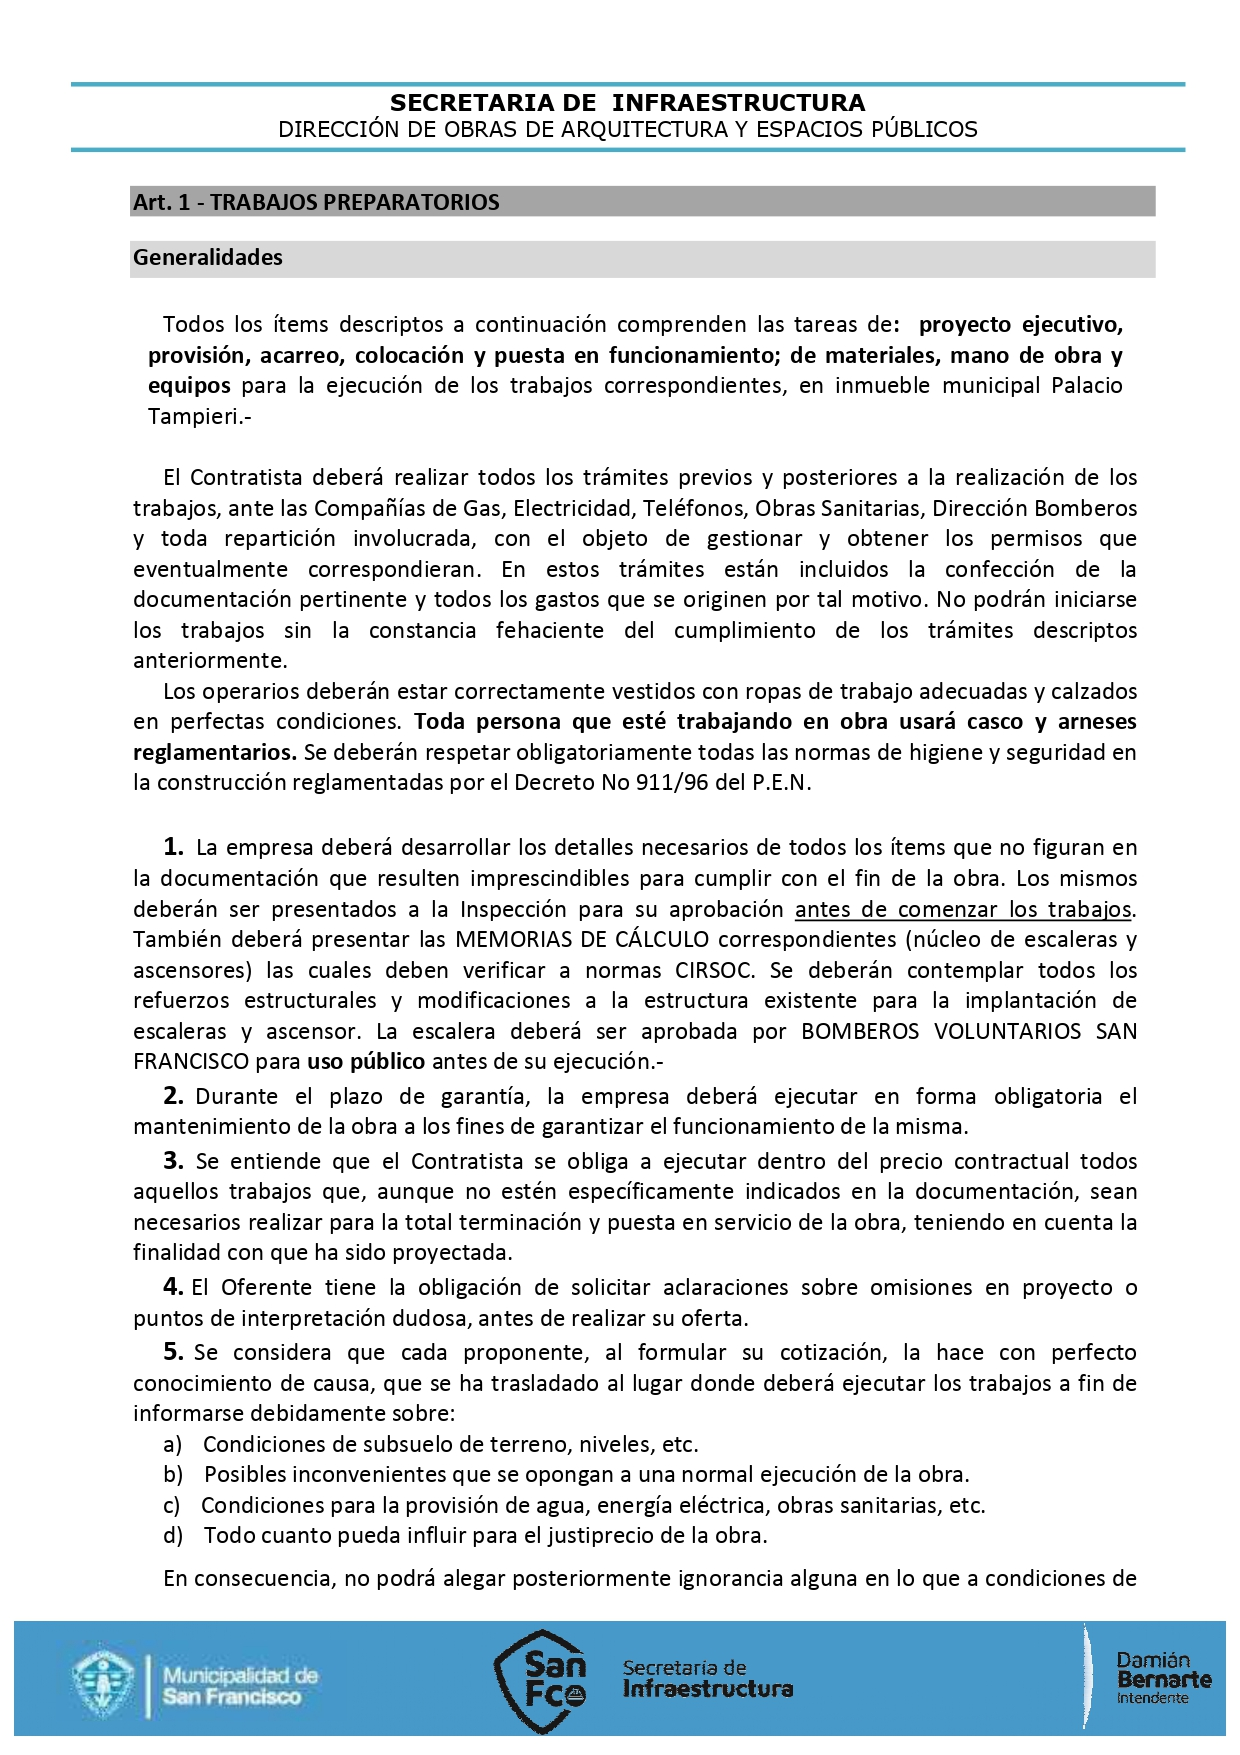 SECRETARIA DE  INFRAESTRUCTURA
DIRECCIÓN DE OBRAS DE ARQUITECTURA Y ESPACIOS PÚBLICOS
Art. 1 - TRABAJOS PREPARATORIOS
Generalidades
Todos los ítems descriptos a continuación comprenden las tareas de:  proyecto ejecutivo,
provisión, acarreo, colocación y puesta en funcionamiento; de materiales, mano de obra y
equipos para la ejecución de los trabajos correspondientes, en inmueble municipal Palacio
Tampieri.-
El Contratista deberá realizar todos los trámites previos y posteriores a la realización de los
trabajos, ante las Compañías de Gas, Electricidad, Teléfonos, Obras Sanitarias, Dirección Bomberos
y toda repartición involucrada, con el objeto de gestionar y obtener los permisos que
eventualmente correspondieran. En estos trámites están incluidos la confección de la
documentación pertinente y todos los gastos que se originen por tal motivo. No podrán iniciarse
los trabajos sin la constancia fehaciente del cumplimiento de los trámites descriptos
anteriormente.
Los operarios deberán estar correctamente vestidos con ropas de trabajo adecuadas y calzados
en perfectas condiciones. Toda persona que esté trabajando en obra usará casco y arneses
reglamentarios. Se deberán respetar obligatoriamente todas las normas de higiene y seguridad en
la construcción reglamentadas por el Decreto No 911/96 del P.E.N.
1. La empresa deberá desarrollar los detalles necesarios de todos los ítems que no figuran en
la documentación que resulten imprescindibles para cumplir con el fin de la obra. Los mismos
deberán ser presentados a la Inspección para su aprobación antes de comenzar los trabajos.
También deberá presentar las MEMORIAS DE CÁLCULO correspondientes (núcleo de escaleras y
ascensores) las cuales deben verificar a normas CIRSOC. Se deberán contemplar todos los
refuerzos estructurales y modificaciones a la estructura existente para la implantación de
escaleras y ascensor. La escalera deberá ser aprobada por BOMBEROS VOLUNTARIOS SAN
FRANCISCO para uso público antes de su ejecución.-
2. Durante el plazo de garantía, la empresa deberá ejecutar en forma obligatoria el
mantenimiento de la obra a los fines de garantizar el funcionamiento de la misma.
3. Se entiende que el Contratista se obliga a ejecutar dentro del precio contractual todos
aquellos trabajos que, aunque no estén específicamente indicados en la documentación, sean
necesarios realizar para la total terminación y puesta en servicio de la obra, teniendo en cuenta la
finalidad con que ha sido proyectada.
4. El Oferente tiene la obligación de solicitar aclaraciones sobre omisiones en proyecto o
puntos de interpretación dudosa, antes de realizar su oferta.
5. Se considera que cada proponente, al formular su cotización, la hace con perfecto
conocimiento de causa, que se ha trasladado al lugar donde deberá ejecutar los trabajos a fin de
informarse debidamente sobre:
a) Condiciones de subsuelo de terreno, niveles, etc.
b) Posibles inconvenientes que se opongan a una normal ejecución de la obra.
c) Condiciones para la provisión de agua, energía eléctrica, obras sanitarias, etc.
d) Todo cuanto pueda influir para el justiprecio de la obra.
En consecuencia, no podrá alegar posteriormente ignorancia alguna en lo que a condiciones de
Municipalidad de
San Francisco
San
Fco
Secretaría de
Infraestructura
Damián
Bernarte
Intendente